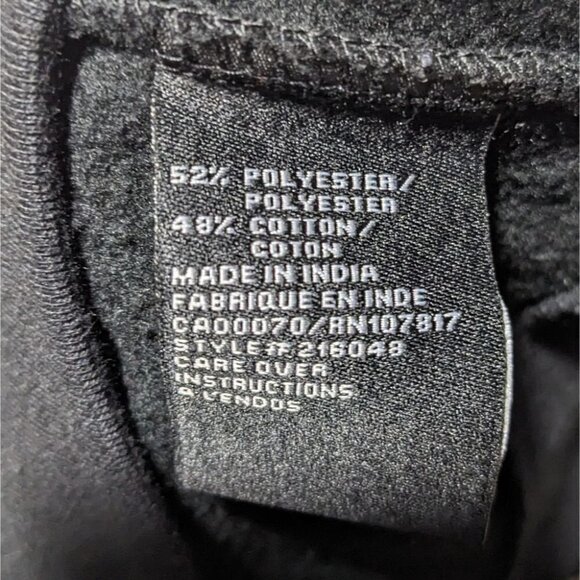 52% POLYESTER/
POLYESTER
48% COTTON/
COTON
MADE IN INDIA
FABRIQUE EN INDE
CA00070/RN107817
STYLE# 216048
CARE OVER
INSTRUCTIONS
A L'ENDOS